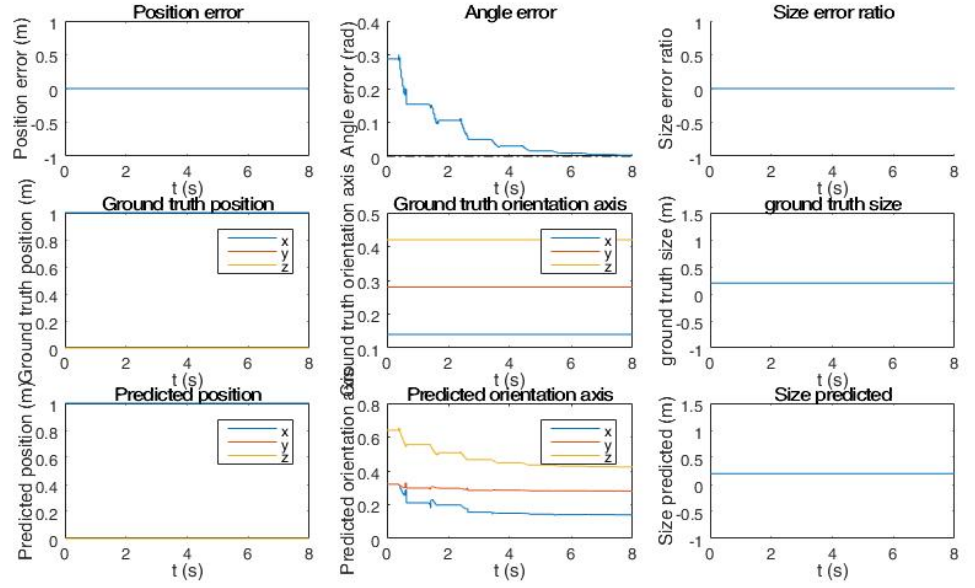 Position error
Position error (m)
1
0.5
0
-0.5
-1
0 2 4 6 8
t (s)
Angle error
Angle error (rad)
0.4
0.3
0.2
0.1
0
0 2 4 6 8
t (s)
Size error ratio
Size error ratio
1
0.5
0
-0.5
-1
0 2 4 6 8
t (s)
Ground truth position
Ground truth position (m)
1
0.8
0.6
0.4
0.2
0
x
y
z
0 2 4 6 8
t (s)
Ground truth orientation axis
Ground truth orientation axis
0.5
0.4
0.3
0.2
0.1
x
y
z
0 2 4 6 8
t (s)
ground truth size
ground truth size (m)
1.5
1
0.5
0
-0.5
-1
0 2 4 6 8
t (s)
Predicted position
Predicted position (m)
1
0.8
0.6
0.4
0.2
0
x
y
z
0 2 4 6 8
t (s)
Predicted orientation axis
Predicted orientation axis
0.8
0.6
0.4
0.2
0
x
y
z
0 2 4 6 8
t (s)
Size predicted
Size predicted (m)
1.5
1
0.5
0
-0.5
-1
0 2 4 6 8
t (s)